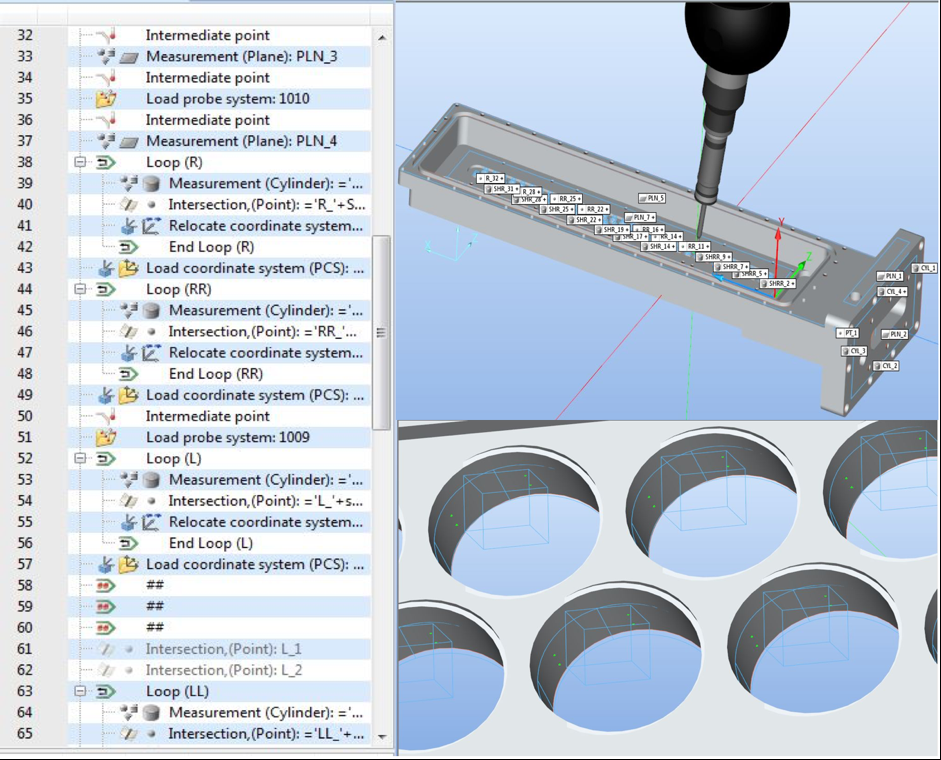 32 Intermediate point
33 Measurement (Plane): PLN_3
34 Intermediate point
35 Load probe system: 1010
36 Intermediate point
37 Measurement (Plane): PLN_4
38 Loop (R)
39 Measurement (Cylinder): ='...
40 Intersection,(Point): ='R_'+S...
41 Relocate coordinate system...
42 End Loop (R)
43 Load coordinate system (PCS): ...
44 Loop (RR)
45 Measurement (Cylinder): ='...
46 Intersection,(Point): ='RR_'...
47 Relocate coordinate system...
48 End Loop (RR)
49 Load coordinate system (PCS): ...
50 Intermediate point
51 Load probe system: 1009
52 Loop (L)
53 Measurement (Cylinder): ='...
54 Intersection,(Point): ='L_'+s...
55 Relocate coordinate system...
56 End Loop (L)
57 Load coordinate system (PCS): ...
58 ##
59 ##
60 ##
61 Intersection,(Point): L_1
62 Intersection,(Point): L_2
63 Loop (LL)
64 Measurement (Cylinder): ='...
65 Intersection,(Point): ='LL_'+...
R_32
SHR_31
R_28
SHR_28
RR_25
PLN_5
SHR_25
RR_22
SHR_22
PLN_7
SHR_19
RR_16
SHR_17
RR_14
SHR_14
RR_11
SHRR_9
SHRR_7
SHRR_5
SHRR_2
Y
Z
X
CYL_1
PLN_1
CYL_4
PT_1
PLN_2
CYL_3
CYL_2